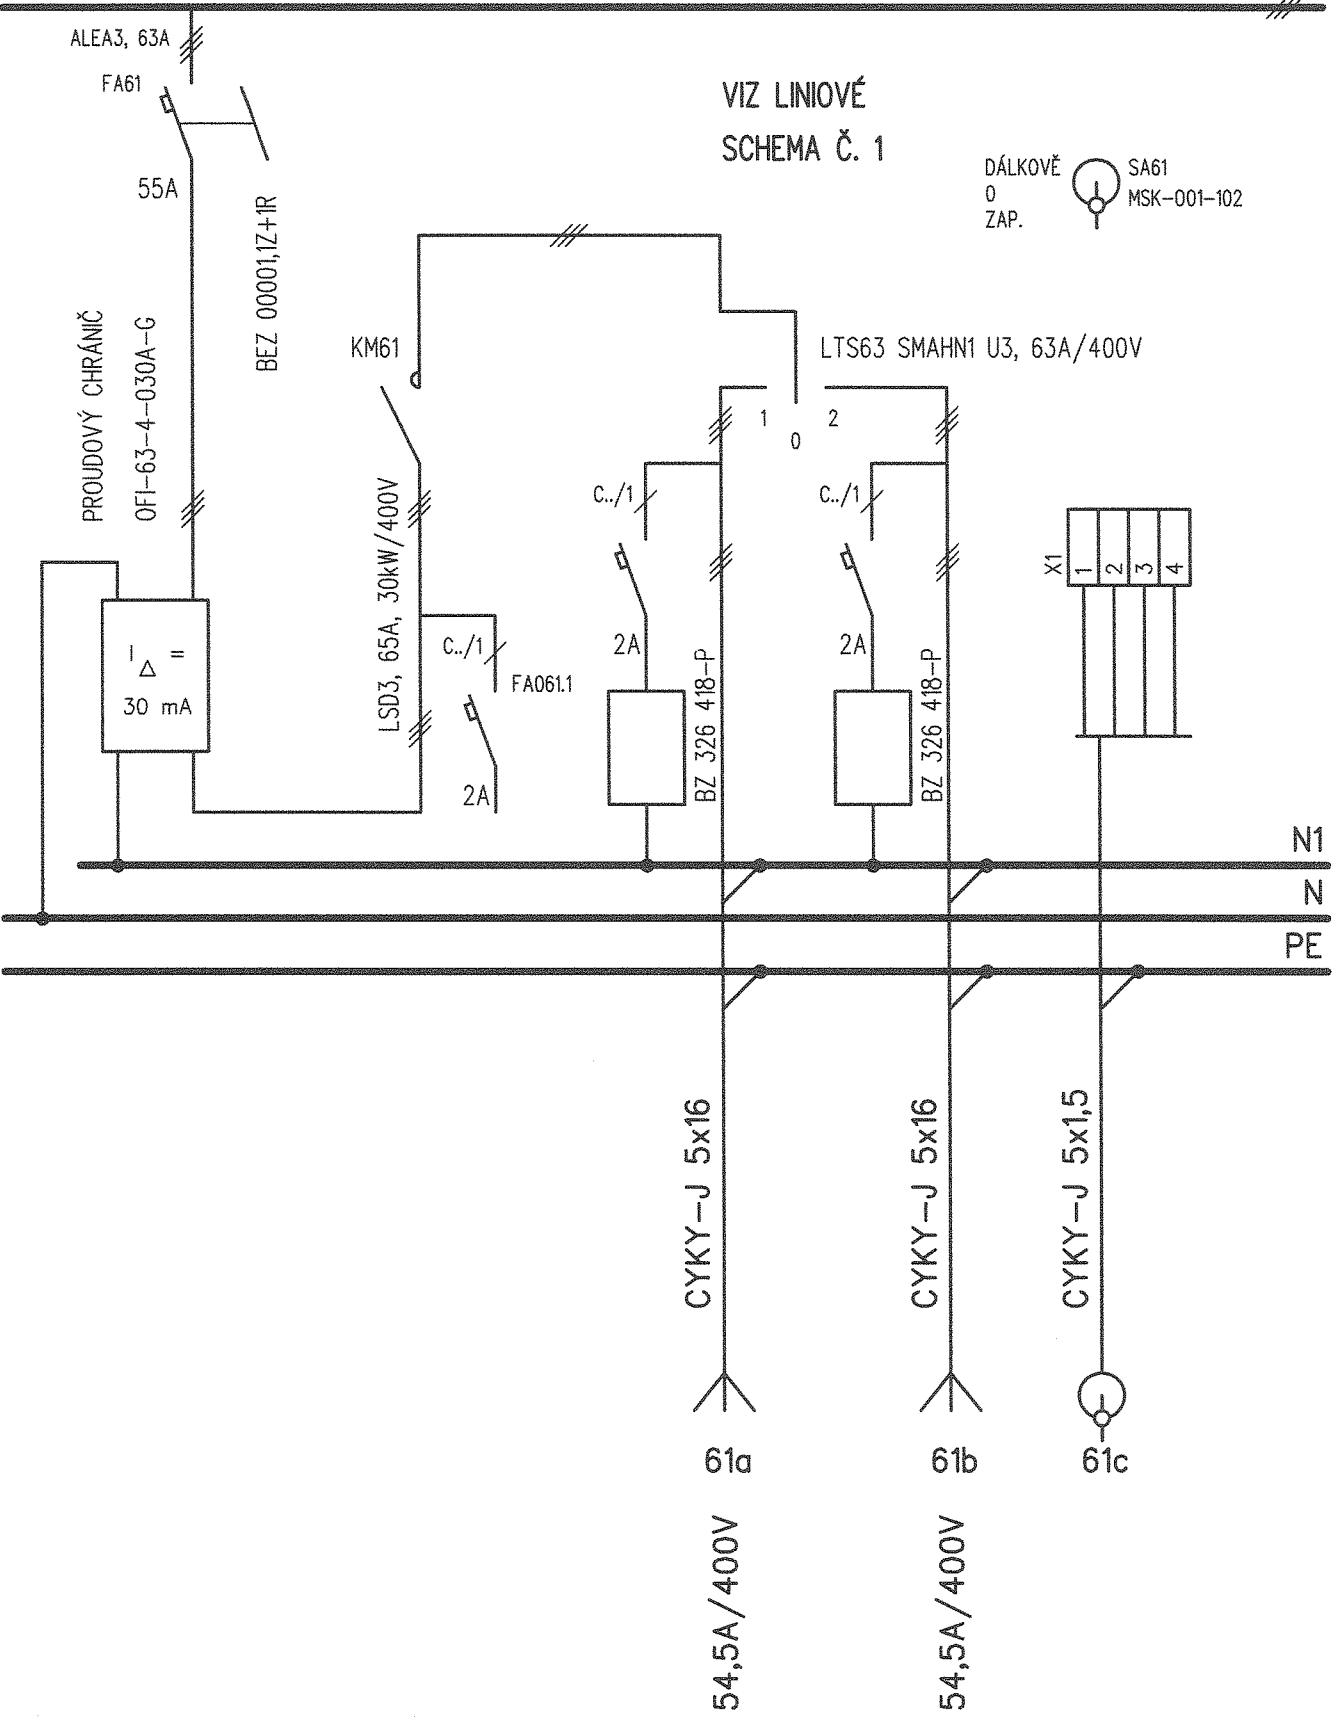 ALEA3, 63A
FA61
55A
BEZ 00001,1Z+1R
PROUDOVÝ CHRÁNIČ
OFI-63-4-030A-G
VIZ LINIOVÉ
SCHEMA Č. 1
DÁLKOVĚ
0
ZAP.
SA61
MSK-001-102
KM61
LTS63 SMAHN1 U3, 63A/400V
1
0
2
LSD3, 65A, 30kW/400V
C../1
FA061.1
2A
C../1
2A
BZ 326 418-P
C../1
2A
BZ 326 418-P
X1
1
2
3
4
I Δ =
30 mA
N1
N
PE
CYKY-J 5x16
CYKY-J 5x16
CYKY-J 5x1,5
61a
61b
61c
54,5A/400V
54,5A/400V